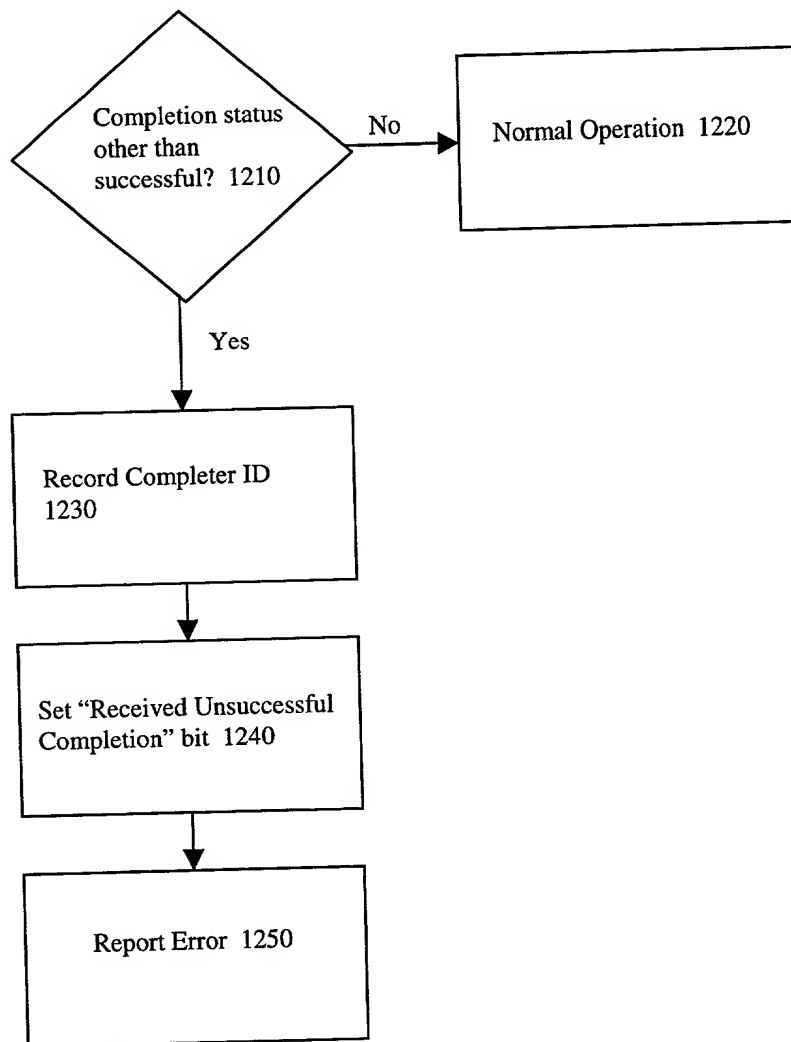 Completion status
other than
successful? 1210
No
Normal Operation 1220
Yes
Record Completer ID
1230
Set “Received Unsuccessful
Completion” bit 1240
Report Error 1250